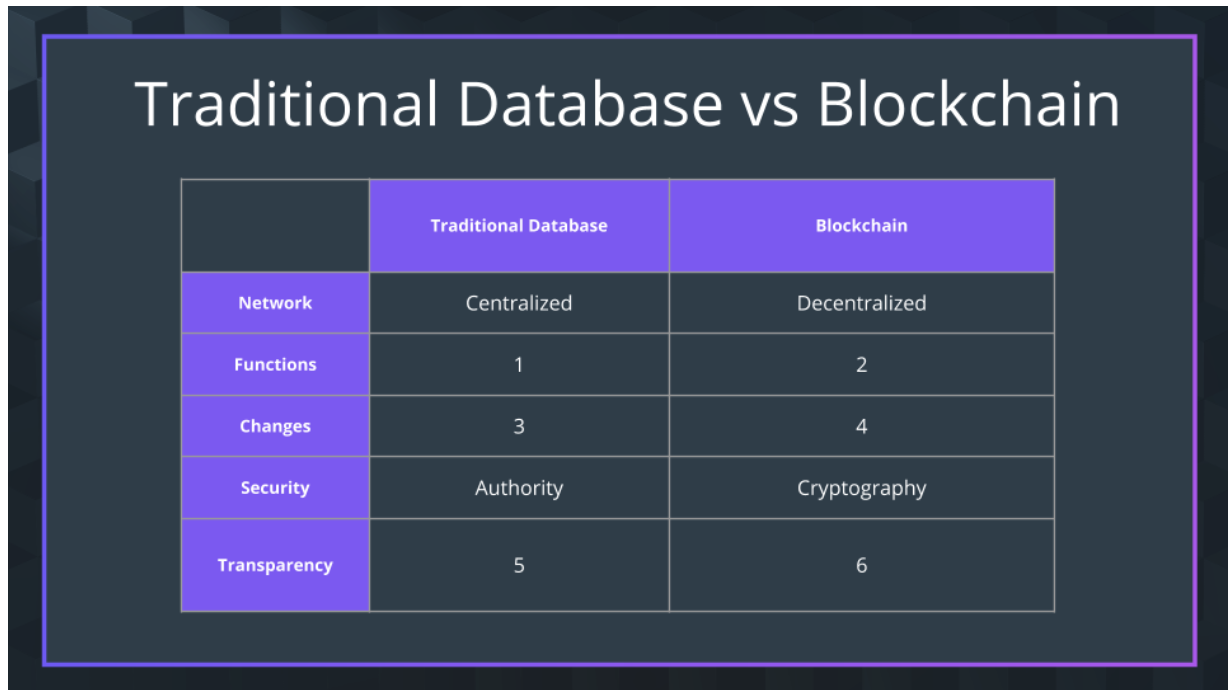 Traditional Database vs Blockchain
Traditional Database Blockchain
Network Centralized Decentralized
Functions 1 2
Changes 3 4
Security Authority Cryptography
Transparency 5 6